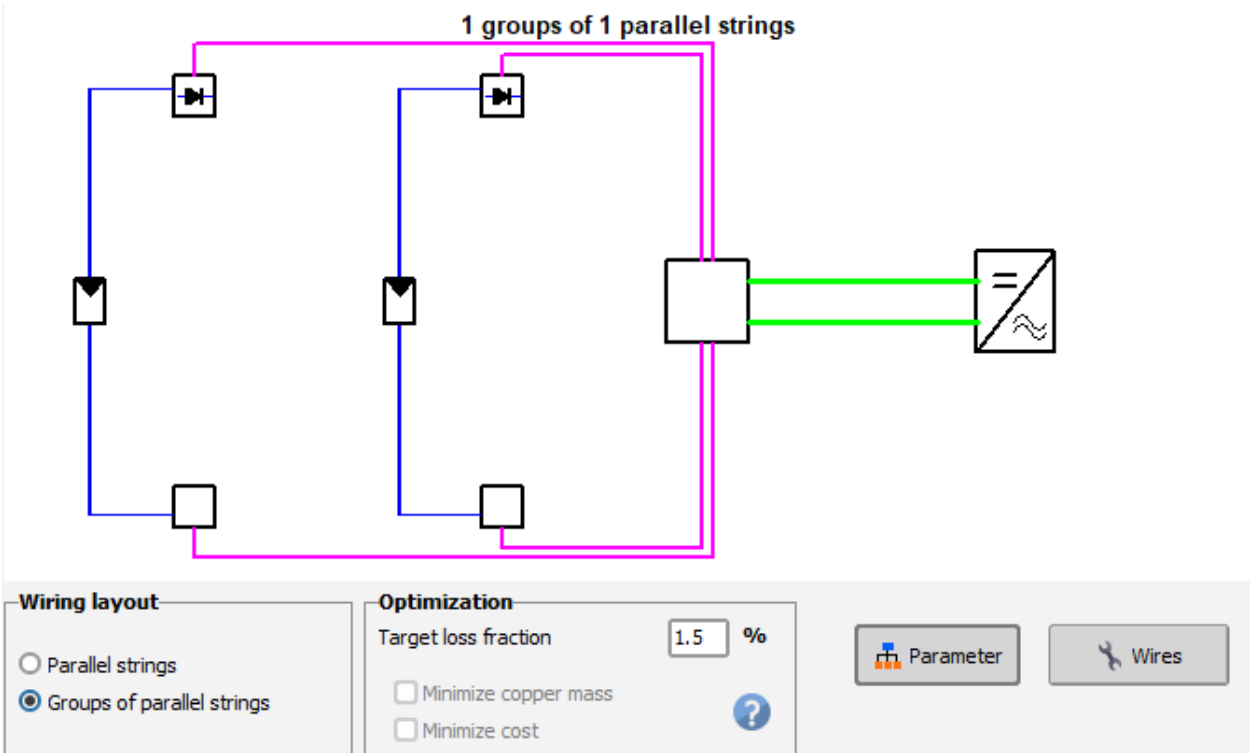 1 groups of 1 parallel strings
Wiring layout
Parallel strings
Groups of parallel strings
Optimization
Target loss fraction 1.5 %
Minimize copper mass
Minimize cost
?
Parameter
Wires